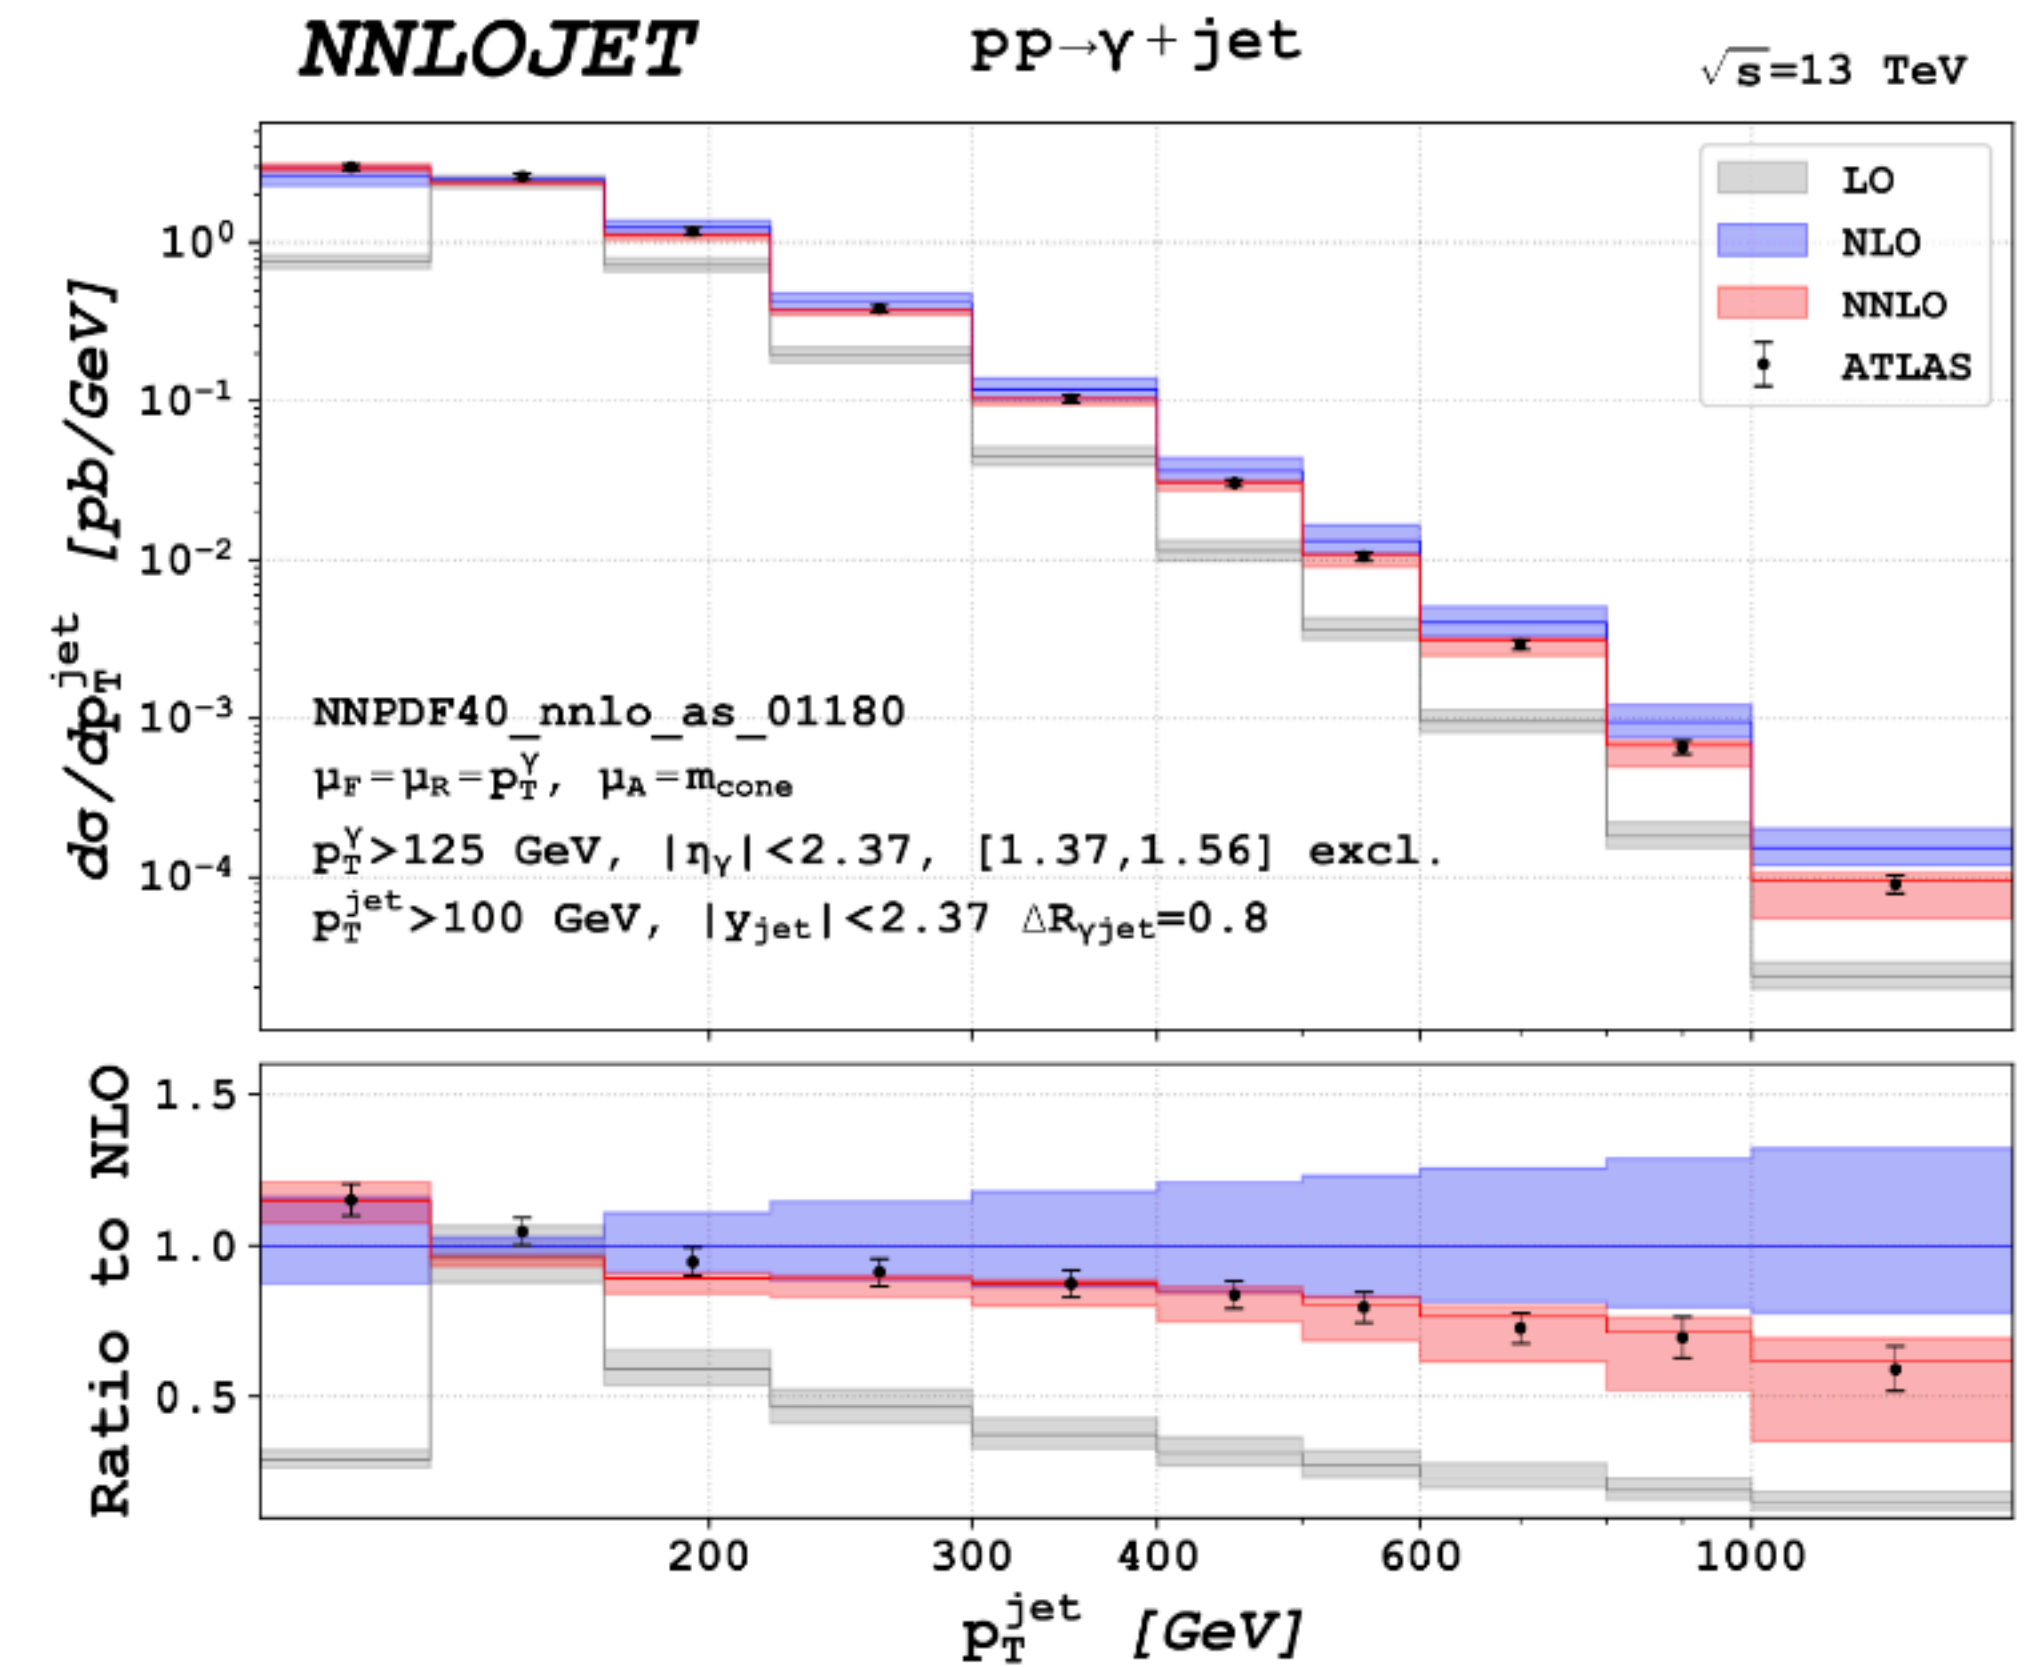 NNLOJET pp→γ+jet √s=13 TeV
LO
NLO
NNLO
ATLAS
10⁰
10⁻¹
10⁻²
10⁻³
10⁻⁴
dσ/dp_T^jet [pb/GeV]
NNPDF40_nnlo_as_01180
μ_F=μ_R=p_T^γ, μ_A=m_cone
p_T^γ>125 GeV, |η_γ|<2.37, [1.37,1.56] excl.
p_T^jet>100 GeV, |y_jet|<2.37 ΔR_γjet=0.8
1.5
1.0
0.5
Ratio to NLO
200 300 400 600 1000
p_T^jet [GeV]